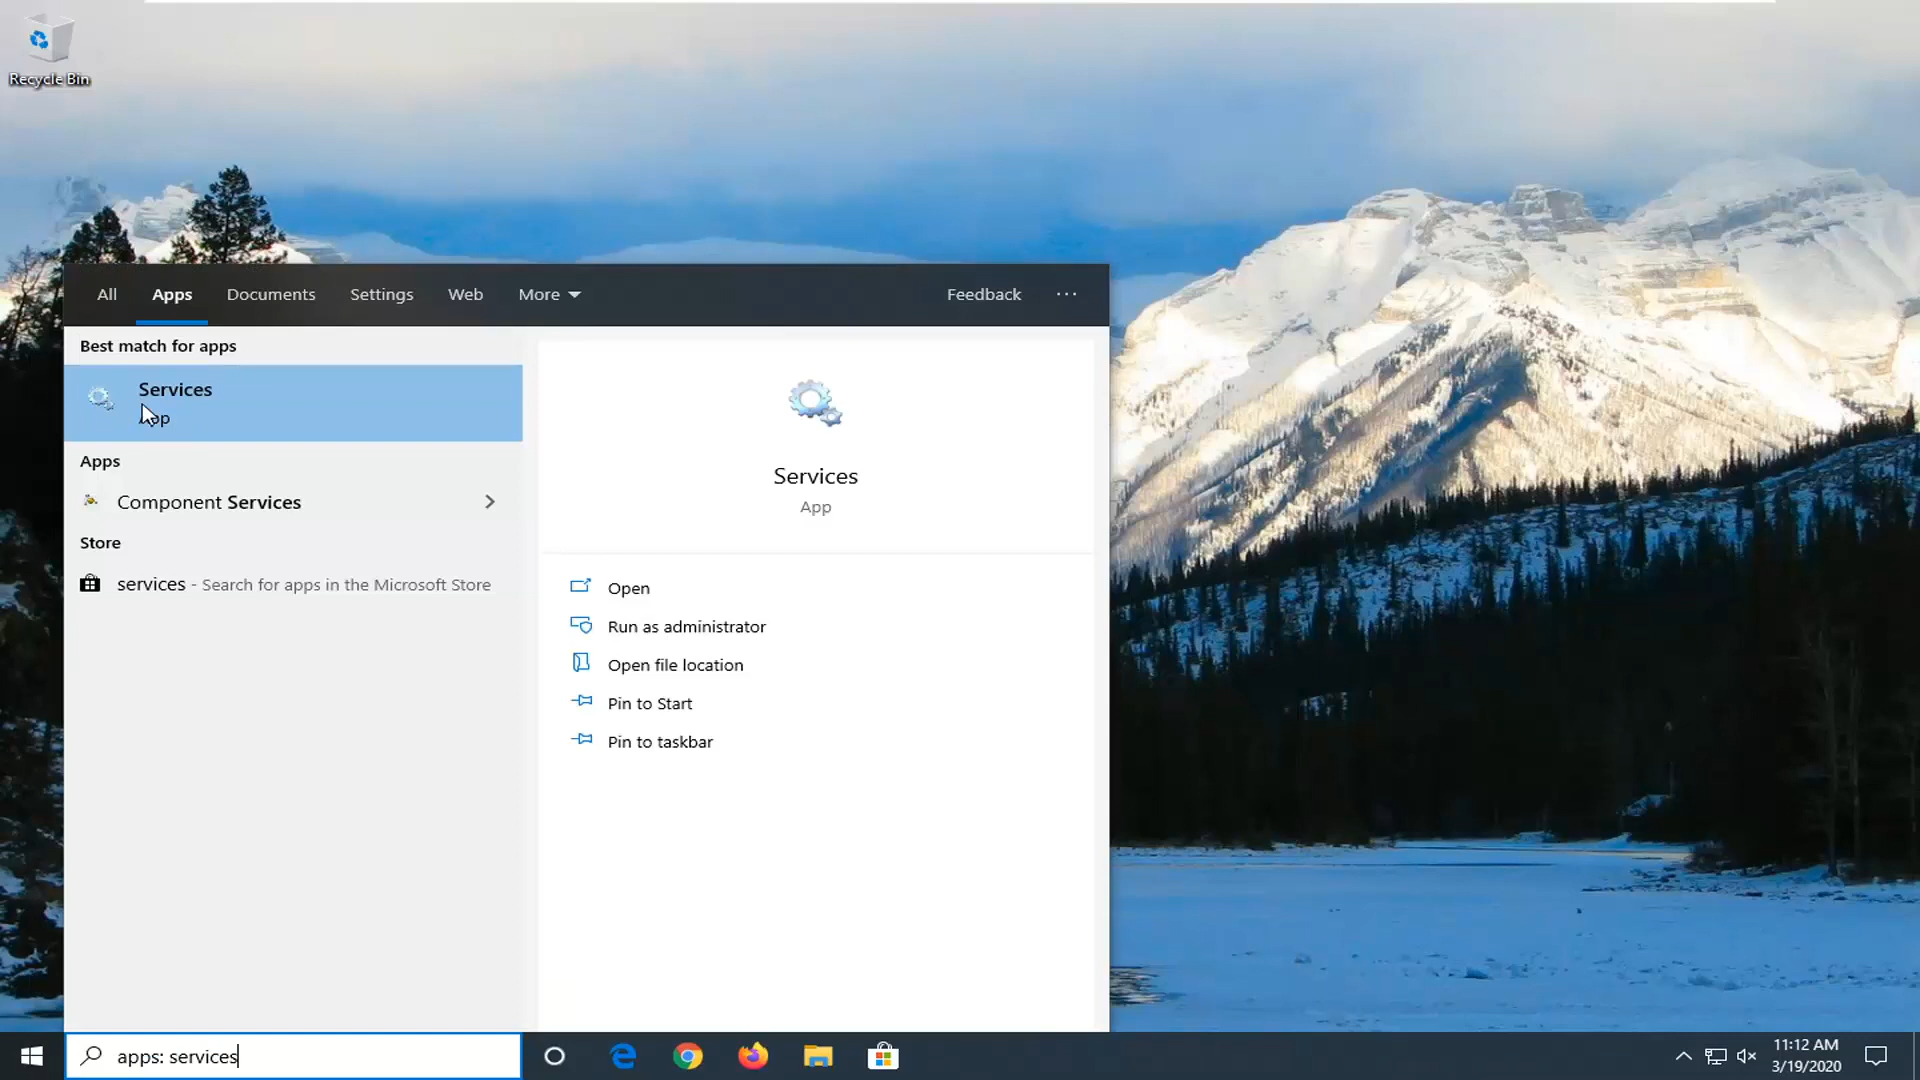 Recycle Bin
All Apps Documents Settings Web More Feedback ...
Best match for apps
Services
App
Apps
Component Services
Store
services - Search for apps in the Microsoft Store
Services
App
Open
Run as administrator
Open file location
Pin to Start
Pin to taskbar
apps: services
11:12 AM
3/19/2020